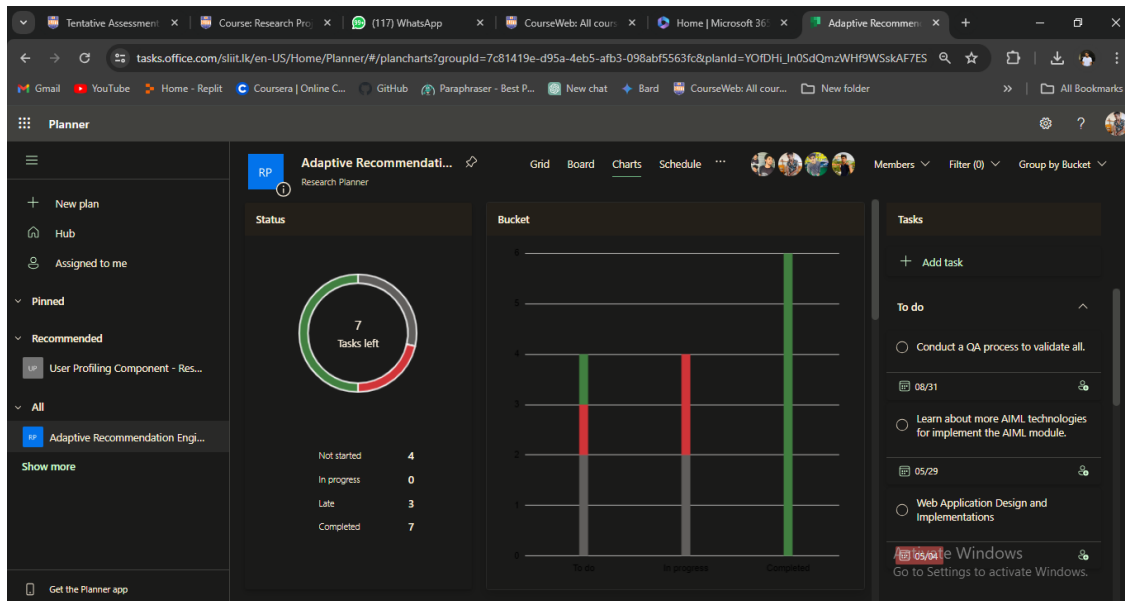 Tentative Assessment
Course: Research Proj
(117) WhatsApp
CourseWeb: All cours
Home | Microsoft 365
Adaptive Recommen
tasks.office.com/sliit.lk/en-US/Home/Planner/#/plancharts?groupId=7c81419e-d95a-4eb5-afb3-098abf5563fc&planId=YOfDHi_In0SdQmzWHf9WSskAF7ES
Gmail
YouTube
Home - Replit
Coursera | Online C...
GitHub
Paraphraser - Best P...
New chat
Bard
CourseWeb: All cour...
New folder
All Bookmarks
Planner
New plan
Hub
Assigned to me
Pinned
Recommended
UP
User Profiling Component - Res...
All
RP
Adaptive Recommendation Engi...
Show more
Get the Planner app
RP
Adaptive Recommendati...
Research Planner
Grid
Board
Charts
Schedule
Members
Filter (0)
Group by Bucket
Status
7
Tasks left
Not started 4
In progress 0
Late 3
Completed 7
Bucket
6
5
4
3
2
1
0
To do
In progress
Completed
Tasks
Add task
To do
Conduct a QA process to validate all.
08/31
Learn about more AIML technologies
for implement the AIML module.
05/29
Web Application Design and
Implementations
05/04
Activate Windows
Go to Settings to activate Windows.